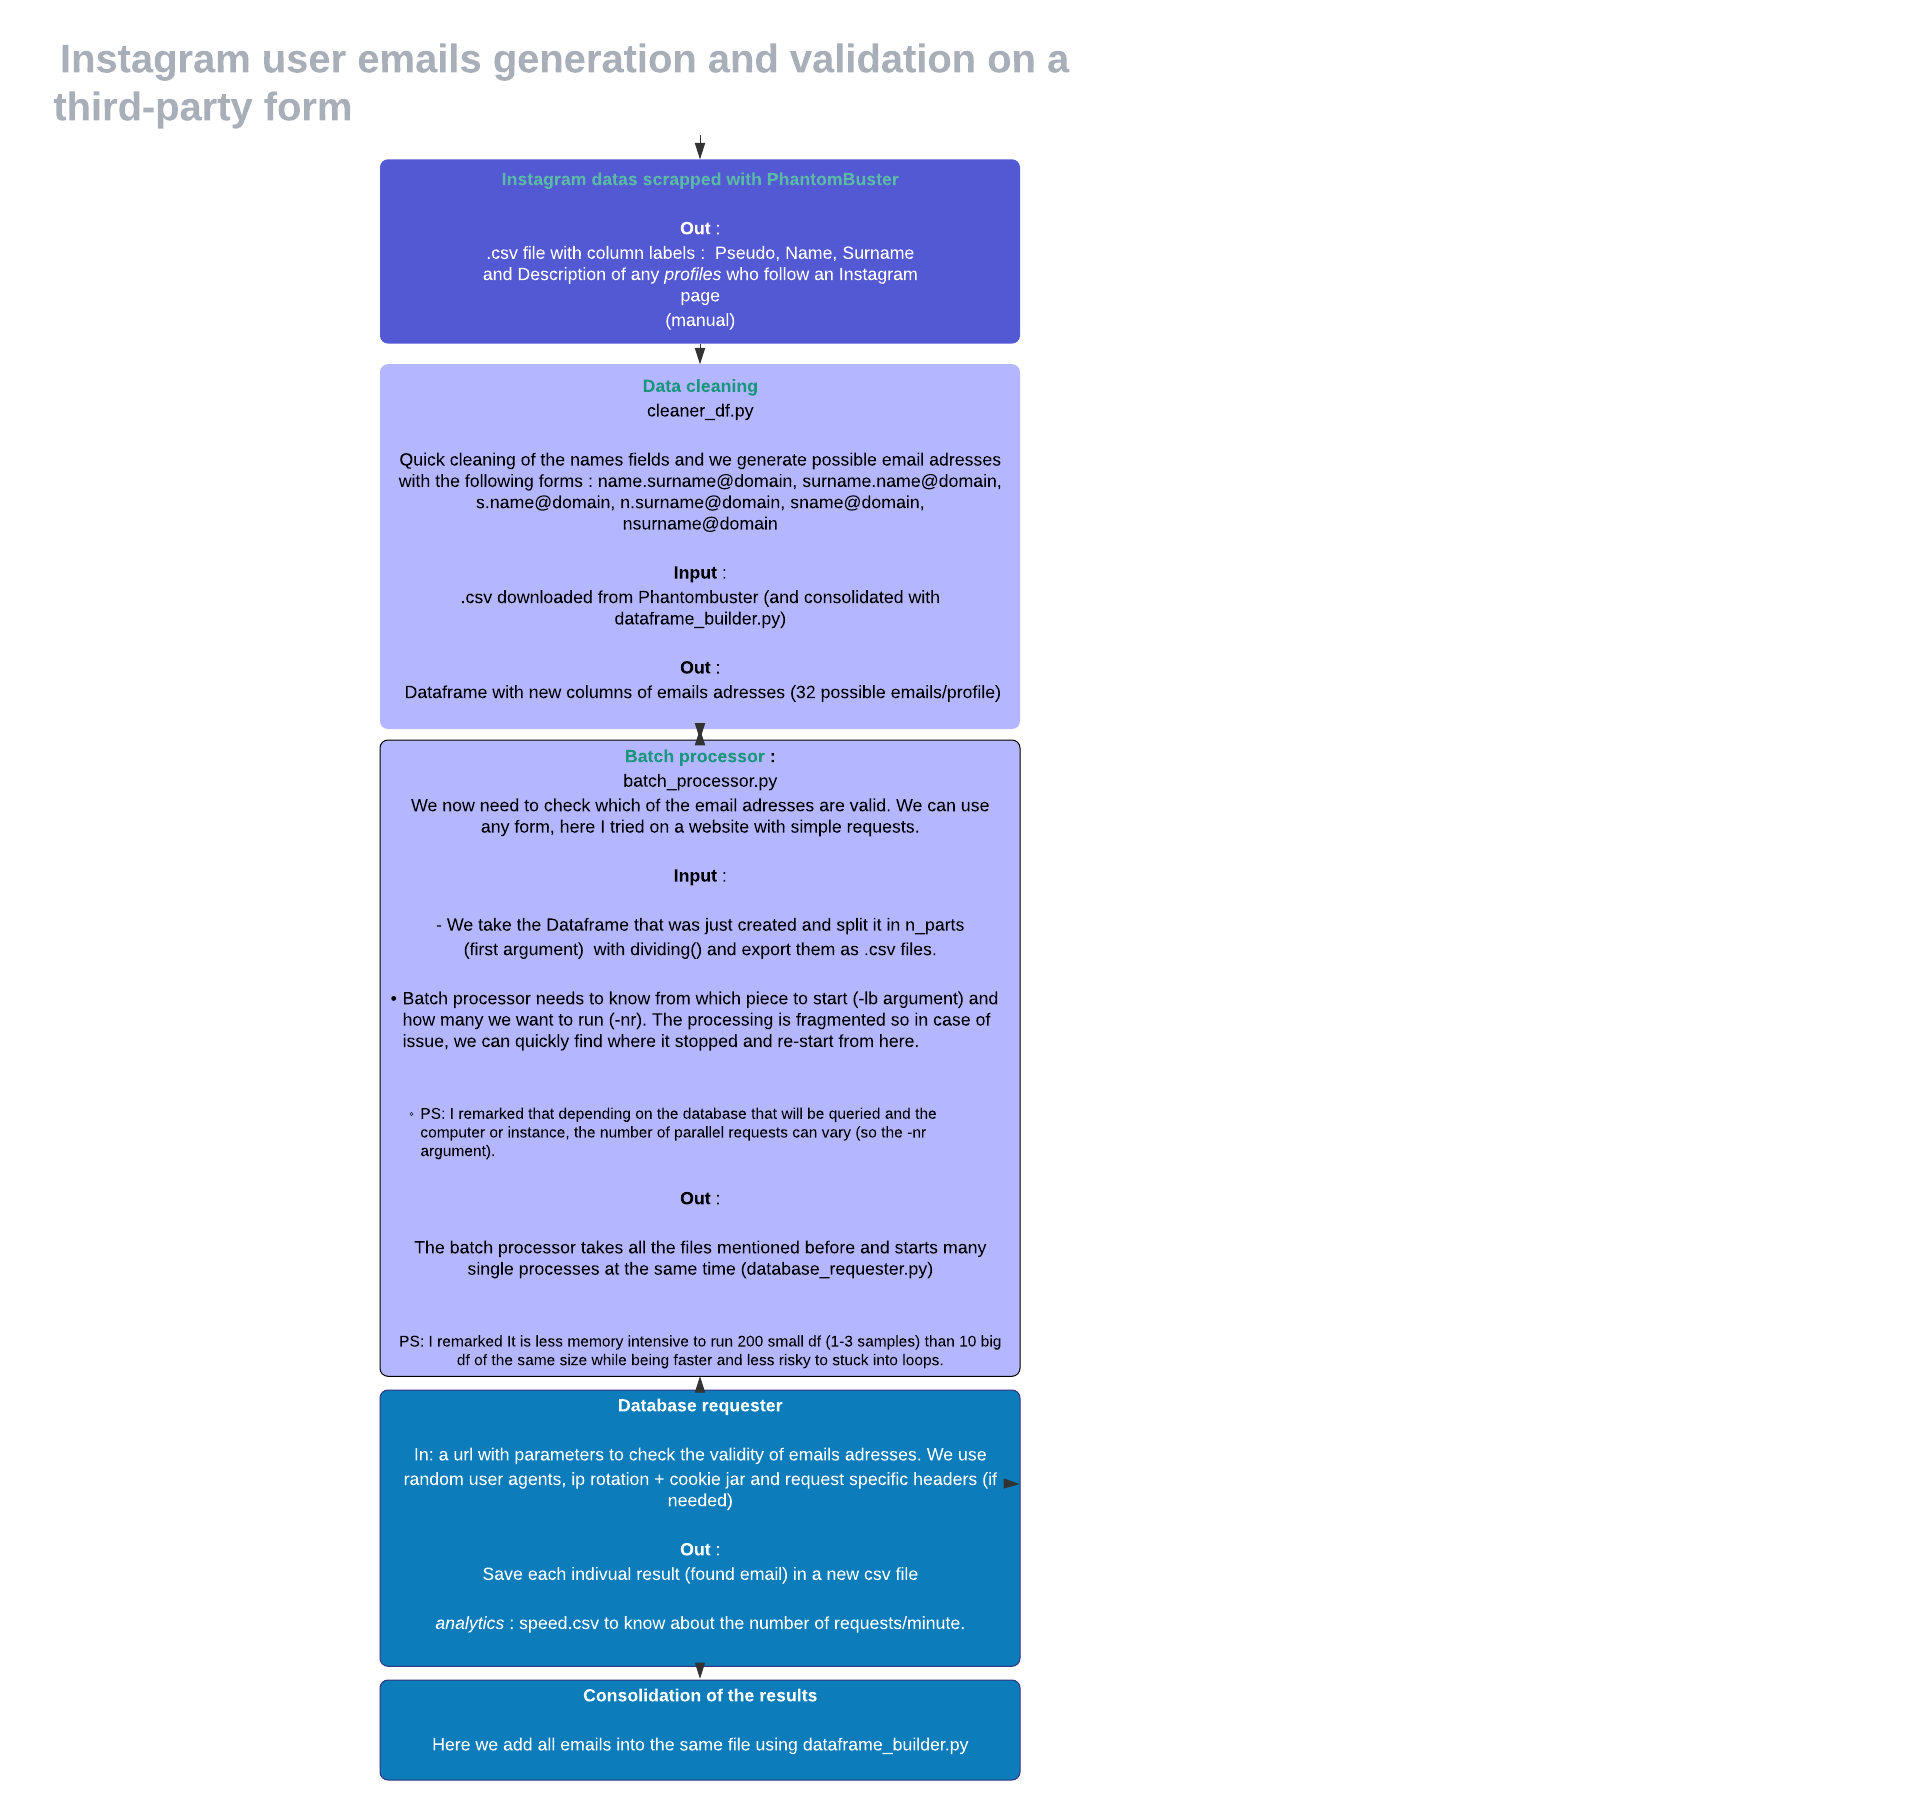 Instagram user emails generation and validation on a
third-party form
Instagram datas scrapped with PhantomBuster
Out :
.csv file with column labels :  Pseudo, Name, Surname
and Description of any profiles who follow an Instagram
page
(manual)
Data cleaning
cleaner_df.py
Quick cleaning of the names fields and we generate possible email adresses
with the following forms : name.surname@domain, surname.name@domain,
s.name@domain, n.surname@domain, sname@domain,
nsurname@domain
Input :
.csv downloaded from Phantombuster (and consolidated with
dataframe_builder.py)
Out :
Dataframe with new columns of emails adresses (32 possible emails/profile)
Batch processor :
batch_processor.py
We now need to check which of the email adresses are valid. We can use
any form, here I tried on a website with simple requests.
Input :
- We take the Dataframe that was just created and split it in n_parts
(first argument)  with dividing() and export them as .csv files.
• Batch processor needs to know from which piece to start (-lb argument) and
how many we want to run (-nr). The processing is fragmented so in case of
issue, we can quickly find where it stopped and re-start from here.
◦ PS: I remarked that depending on the database that will be queried and the
computer or instance, the number of parallel requests can vary (so the -nr
argument).
Out :
The batch processor takes all the files mentioned before and starts many
single processes at the same time (database_requester.py)
PS: I remarked It is less memory intensive to run 200 small df (1-3 samples) than 10 big
df of the same size while being faster and less risky to stuck into loops.
Database requester
In: a url with parameters to check the validity of emails adresses. We use
random user agents, ip rotation + cookie jar and request specific headers (if
needed)
Out :
Save each indivual result (found email) in a new csv file
analytics : speed.csv to know about the number of requests/minute.
Consolidation of the results
Here we add all emails into the same file using dataframe_builder.py